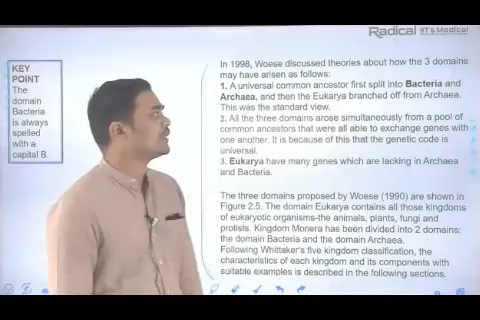 Radical IIT's Medical
KEY
POINT
The
domain
Bacteria
is always
spelled
with a
capital B.
In 1998, Woese discussed theories about how the 3 domains
may have arisen as follows:
1. A universal common ancestor first split into Bacteria and
Archaea, and then the Eukarya branched off from Archaea.
This was the standard view.
2. All the three domains arose simultaneously from a pool of
common ancestors that were all able to exchange genes with
one another. It is because of this that the genetic code is
universal.
3. Eukarya have many genes which are lacking in Archaea
and Bacteria.
The three domains proposed by Woese (1990) are shown in
Figure 2.5. The domain Eukarya contains all those kingdoms
of eukaryotic organisms-the animals, plants, fungi and
protists. Kingdom Monera has been divided into 2 domains:
the domain Bacteria and the domain Archaea.
Following Whittaker's five kingdom classification, the
characteristics of each kingdom and its components with
suitable examples is described in the following sections.